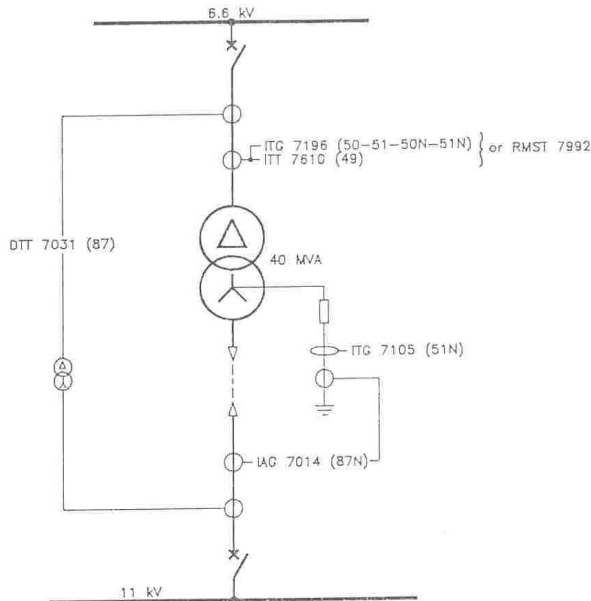 6.6 kV
ITG 7196 (50-51-50N-51N)
ITT 7610 (49)
or RMST 7992
DTT 7031 (87)
40 MVA
ITG 7105 (51N)
IAG 7014 (87N)
11 kV